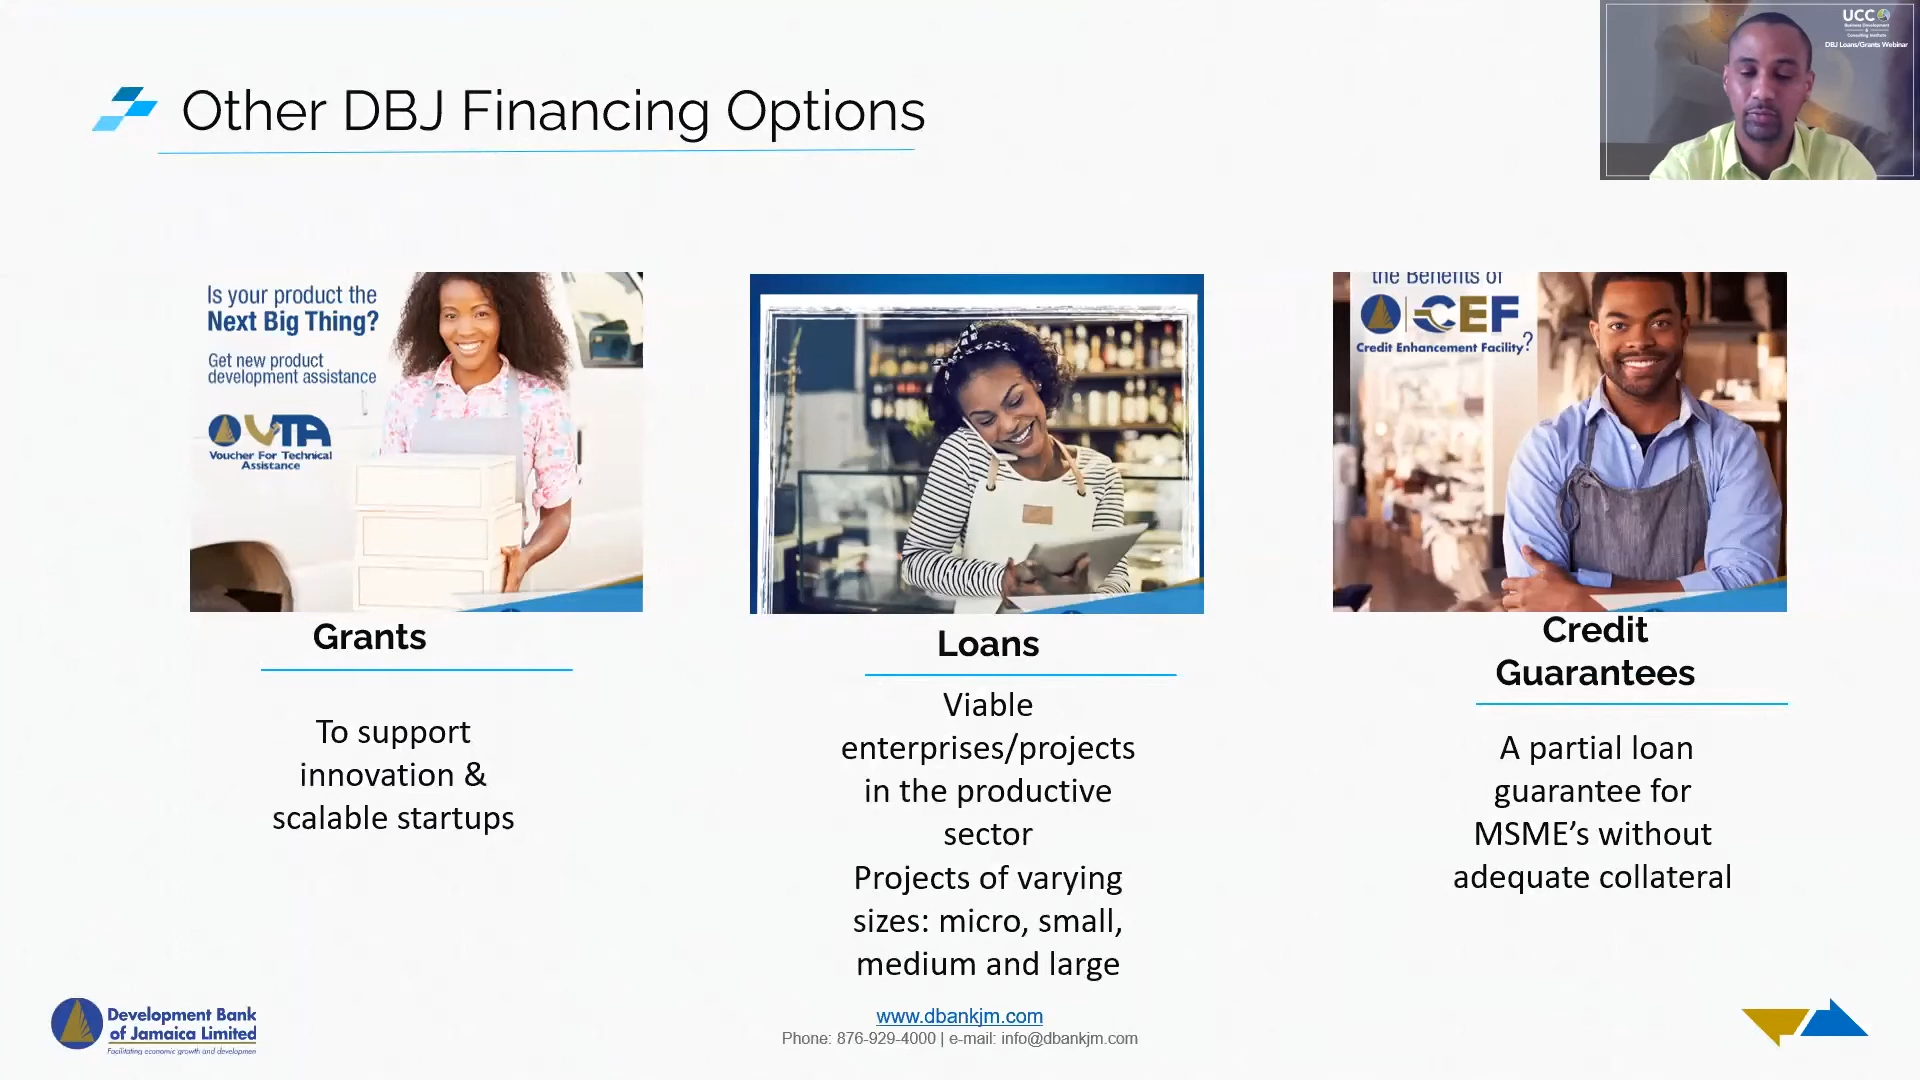 Other DBJ Financing Options
UCC
Business Development
&
Consulting Institute
DBJ Loans/Grants Webinar
Is your product the
Next Big Thing?
Get new product
development assistance
VTA
Voucher For Technical
Assistance
Grants
To support
innovation &
scalable startups
Loans
Viable
enterprises/projects
in the productive
sector
Projects of varying
sizes: micro, small,
medium and large
the Benefits of
CEF
Credit Enhancement Facility?
Credit
Guarantees
A partial loan
guarantee for
MSME’s without
adequate collateral
Development Bank
of Jamaica Limited
Facilitating economic growth and developmen
www.dbankjm.com
Phone: 876-929-4000 | e-mail: info@dbankjm.com